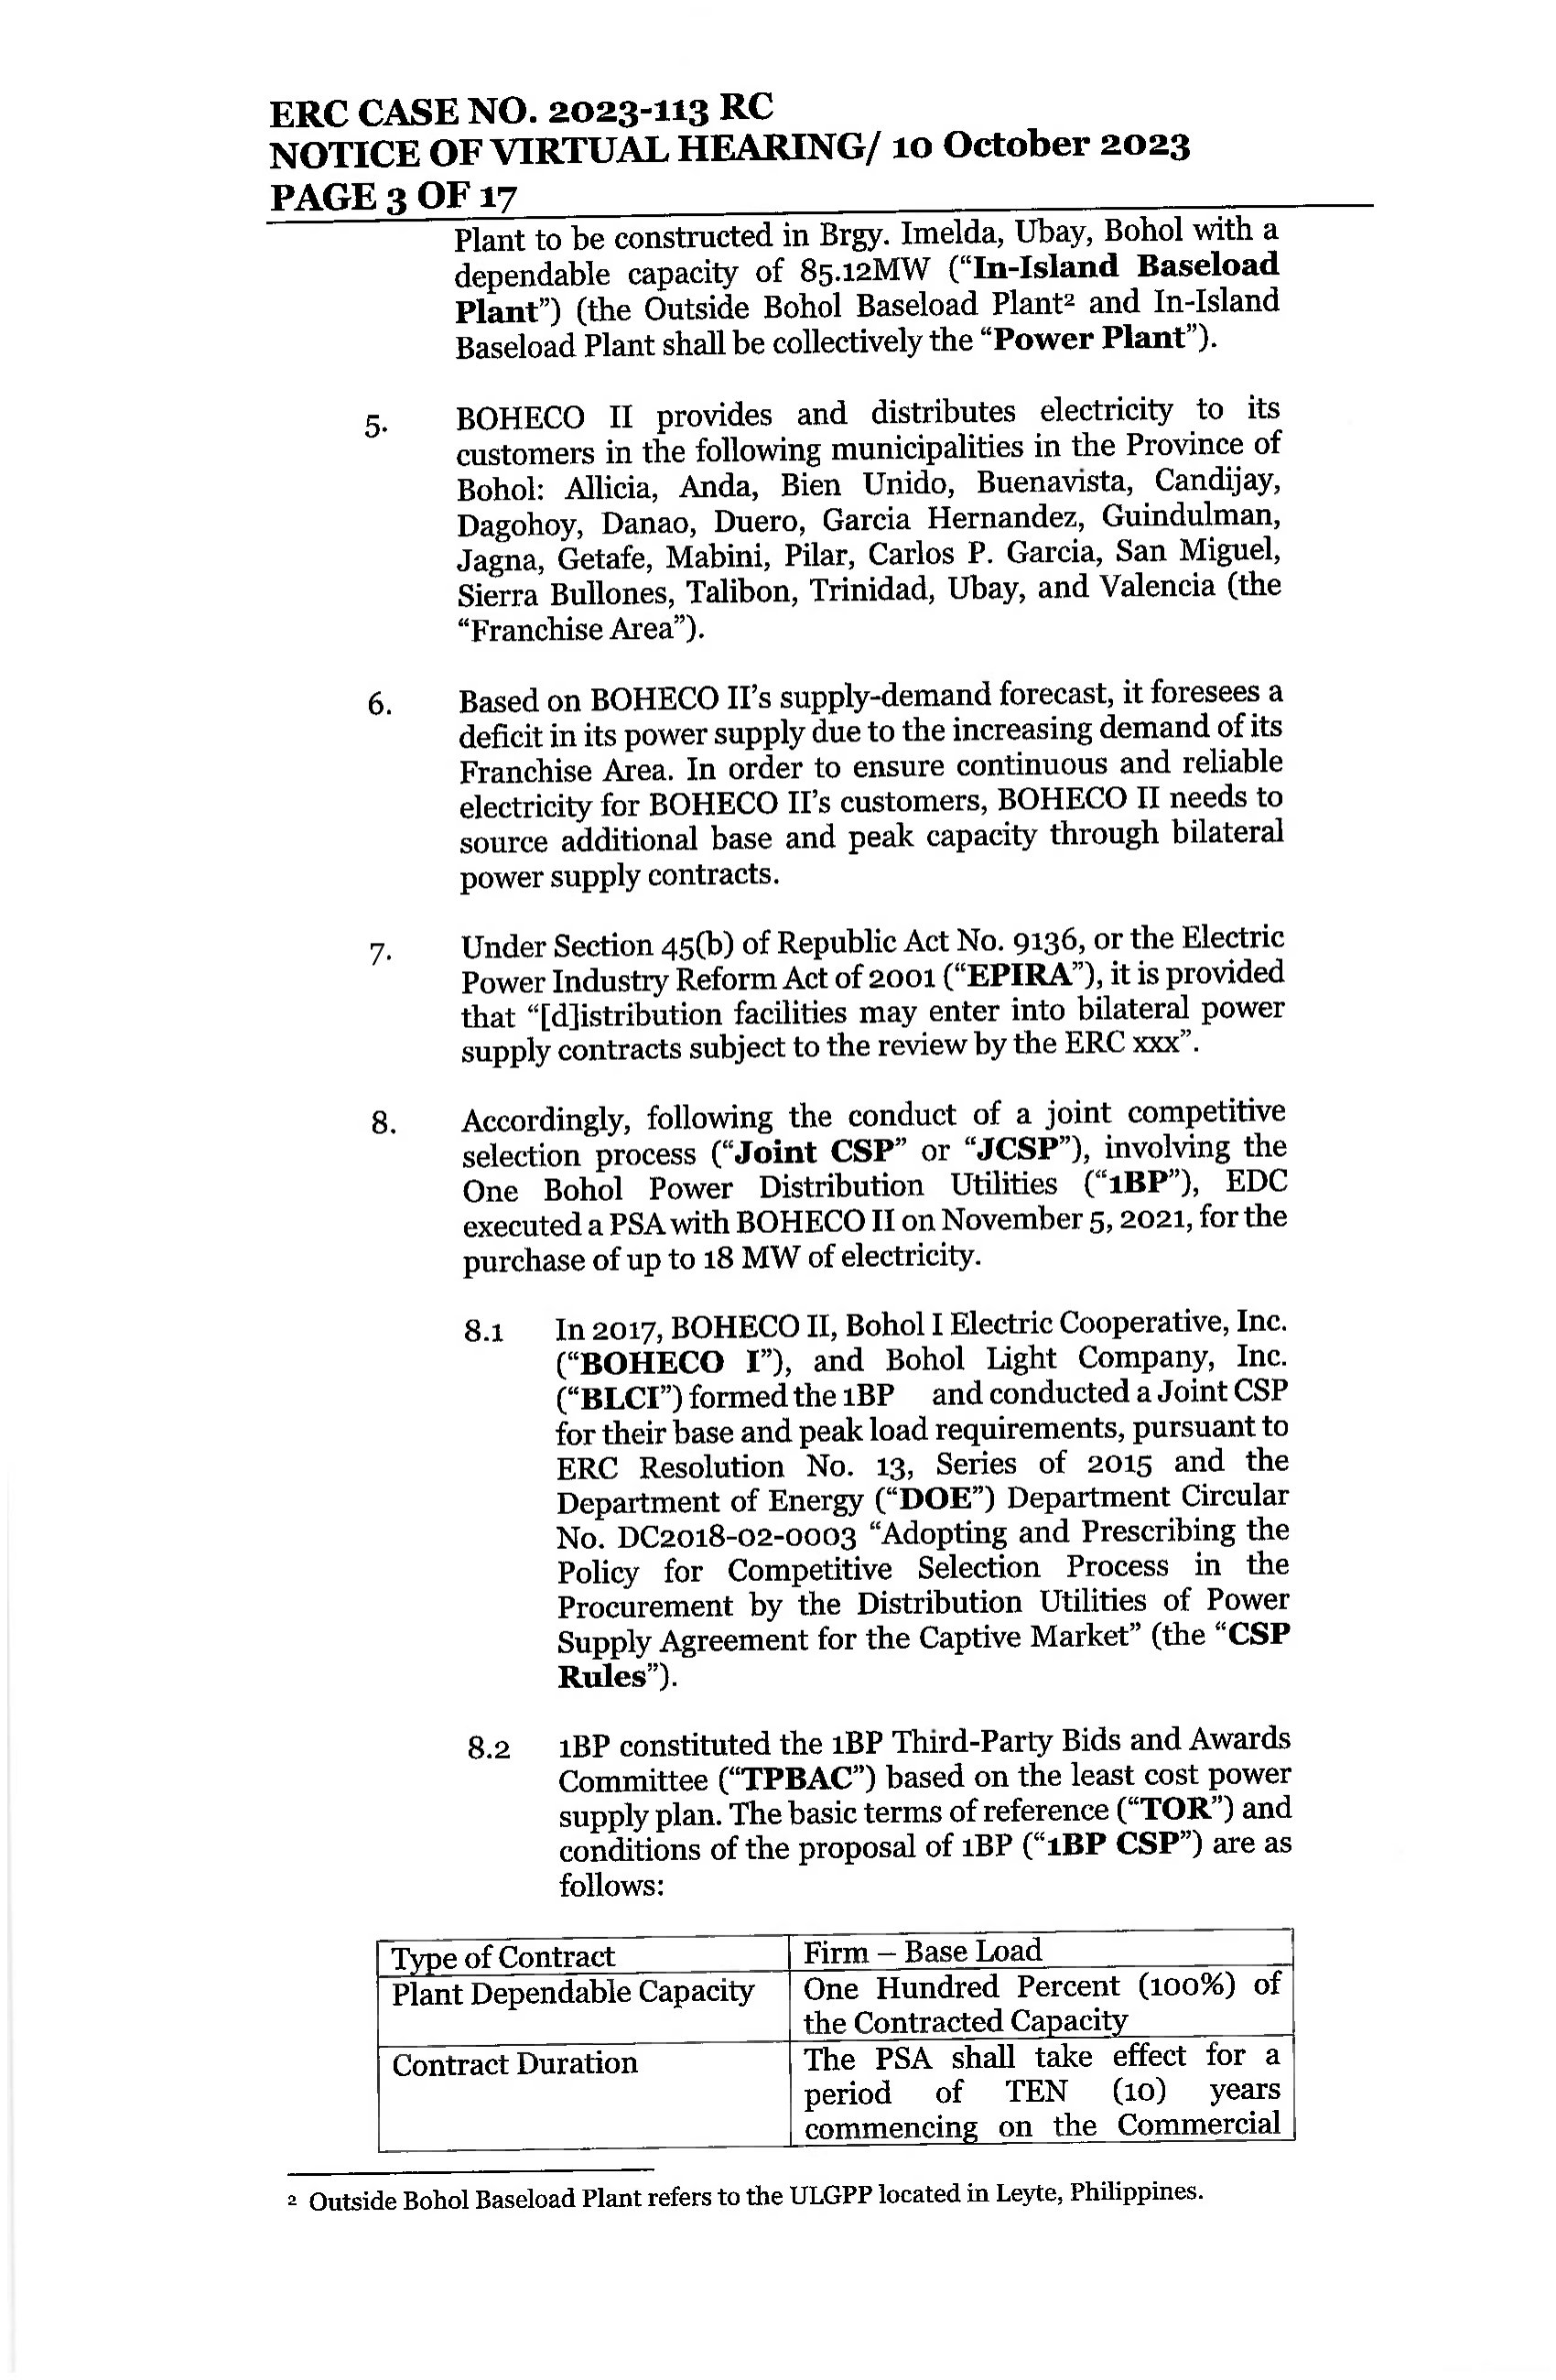 ERC CASE NO. 2023-113 RC
NOTICE OF VIRTUAL HEARING/ 10 October 2023
PAGE 3 OF 17
Plant to be constructed in Brgy. Imelda, Ubay, Bohol with a
dependable capacity of 85.12MW (“In-Island Baseload
Plant”) (the Outside Bohol Baseload Plant² and In-Island
Baseload Plant shall be collectively the “Power Plant”).
5. BOHECO II provides and distributes electricity to its
customers in the following municipalities in the Province of
Bohol: Allicia, Anda, Bien Unido, Buenavista, Candijay,
Dagohoy, Danao, Duero, Garcia Hernandez, Guindulman,
Jagna, Getafe, Mabini, Pilar, Carlos P. Garcia, San Miguel,
Sierra Bullones, Talibon, Trinidad, Ubay, and Valencia (the
“Franchise Area”).
6. Based on BOHECO II’s supply-demand forecast, it foresees a
deficit in its power supply due to the increasing demand of its
Franchise Area. In order to ensure continuous and reliable
electricity for BOHECO II’s customers, BOHECO II needs to
source additional base and peak capacity through bilateral
power supply contracts.
7. Under Section 45(b) of Republic Act No. 9136, or the Electric
Power Industry Reform Act of 2001 (“EPIRA”), it is provided
that “[d]istribution facilities may enter into bilateral power
supply contracts subject to the review by the ERC xxx”.
8. Accordingly, following the conduct of a joint competitive
selection process (“Joint CSP” or “JCSP”), involving the
One Bohol Power Distribution Utilities (“1BP”), EDC
executed a PSA with BOHECO II on November 5, 2021, for the
purchase of up to 18 MW of electricity.
8.1 In 2017, BOHECO II, Bohol I Electric Cooperative, Inc.
(“BOHECO I”), and Bohol Light Company, Inc.
(“BLCI”) formed the 1BP and conducted a Joint CSP
for their base and peak load requirements, pursuant to
ERC Resolution No. 13, Series of 2015 and the
Department of Energy (“DOE”) Department Circular
No. DC2018-02-0003 “Adopting and Prescribing the
Policy for Competitive Selection Process in the
Procurement by the Distribution Utilities of Power
Supply Agreement for the Captive Market” (the “CSP
Rules”).
8.2 1BP constituted the 1BP Third-Party Bids and Awards
Committee (“TPBAC”) based on the least cost power
supply plan. The basic terms of reference (“TOR”) and
conditions of the proposal of 1BP (“1BP CSP”) are as
follows:
Type of Contract Firm – Base Load
Plant Dependable Capacity One Hundred Percent (100%) of
the Contracted Capacity
Contract Duration The PSA shall take effect for a
period of TEN (10) years
commencing on the Commercial
² Outside Bohol Baseload Plant refers to the ULGPP located in Leyte, Philippines.